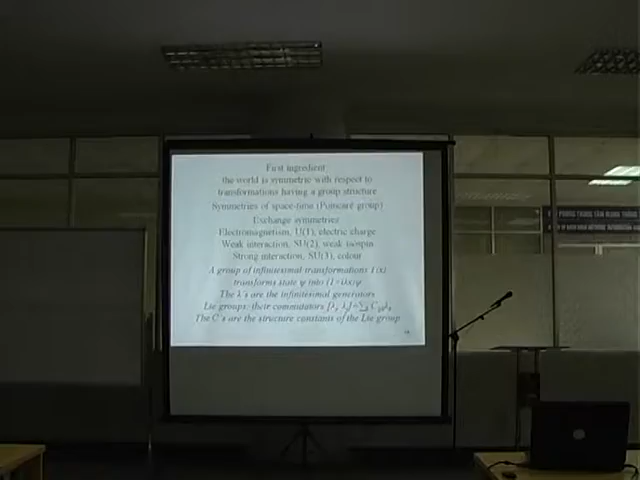 First ingredient
the world is symmetric with respect to
transformations having a group structure
Symmetries of space-time (Poincaré group)
Exchange symmetries
Electromagnetism, U(1), electric charge
Weak interaction, SU(2), weak isospin
Strong interaction, SU(3), colour
A group of infinitesimal transformations T(x)
transforms state ψ into
The λ's are the infinitesimal generators
Lie groups: their commutators
The C's are the structure constants of the Lie group